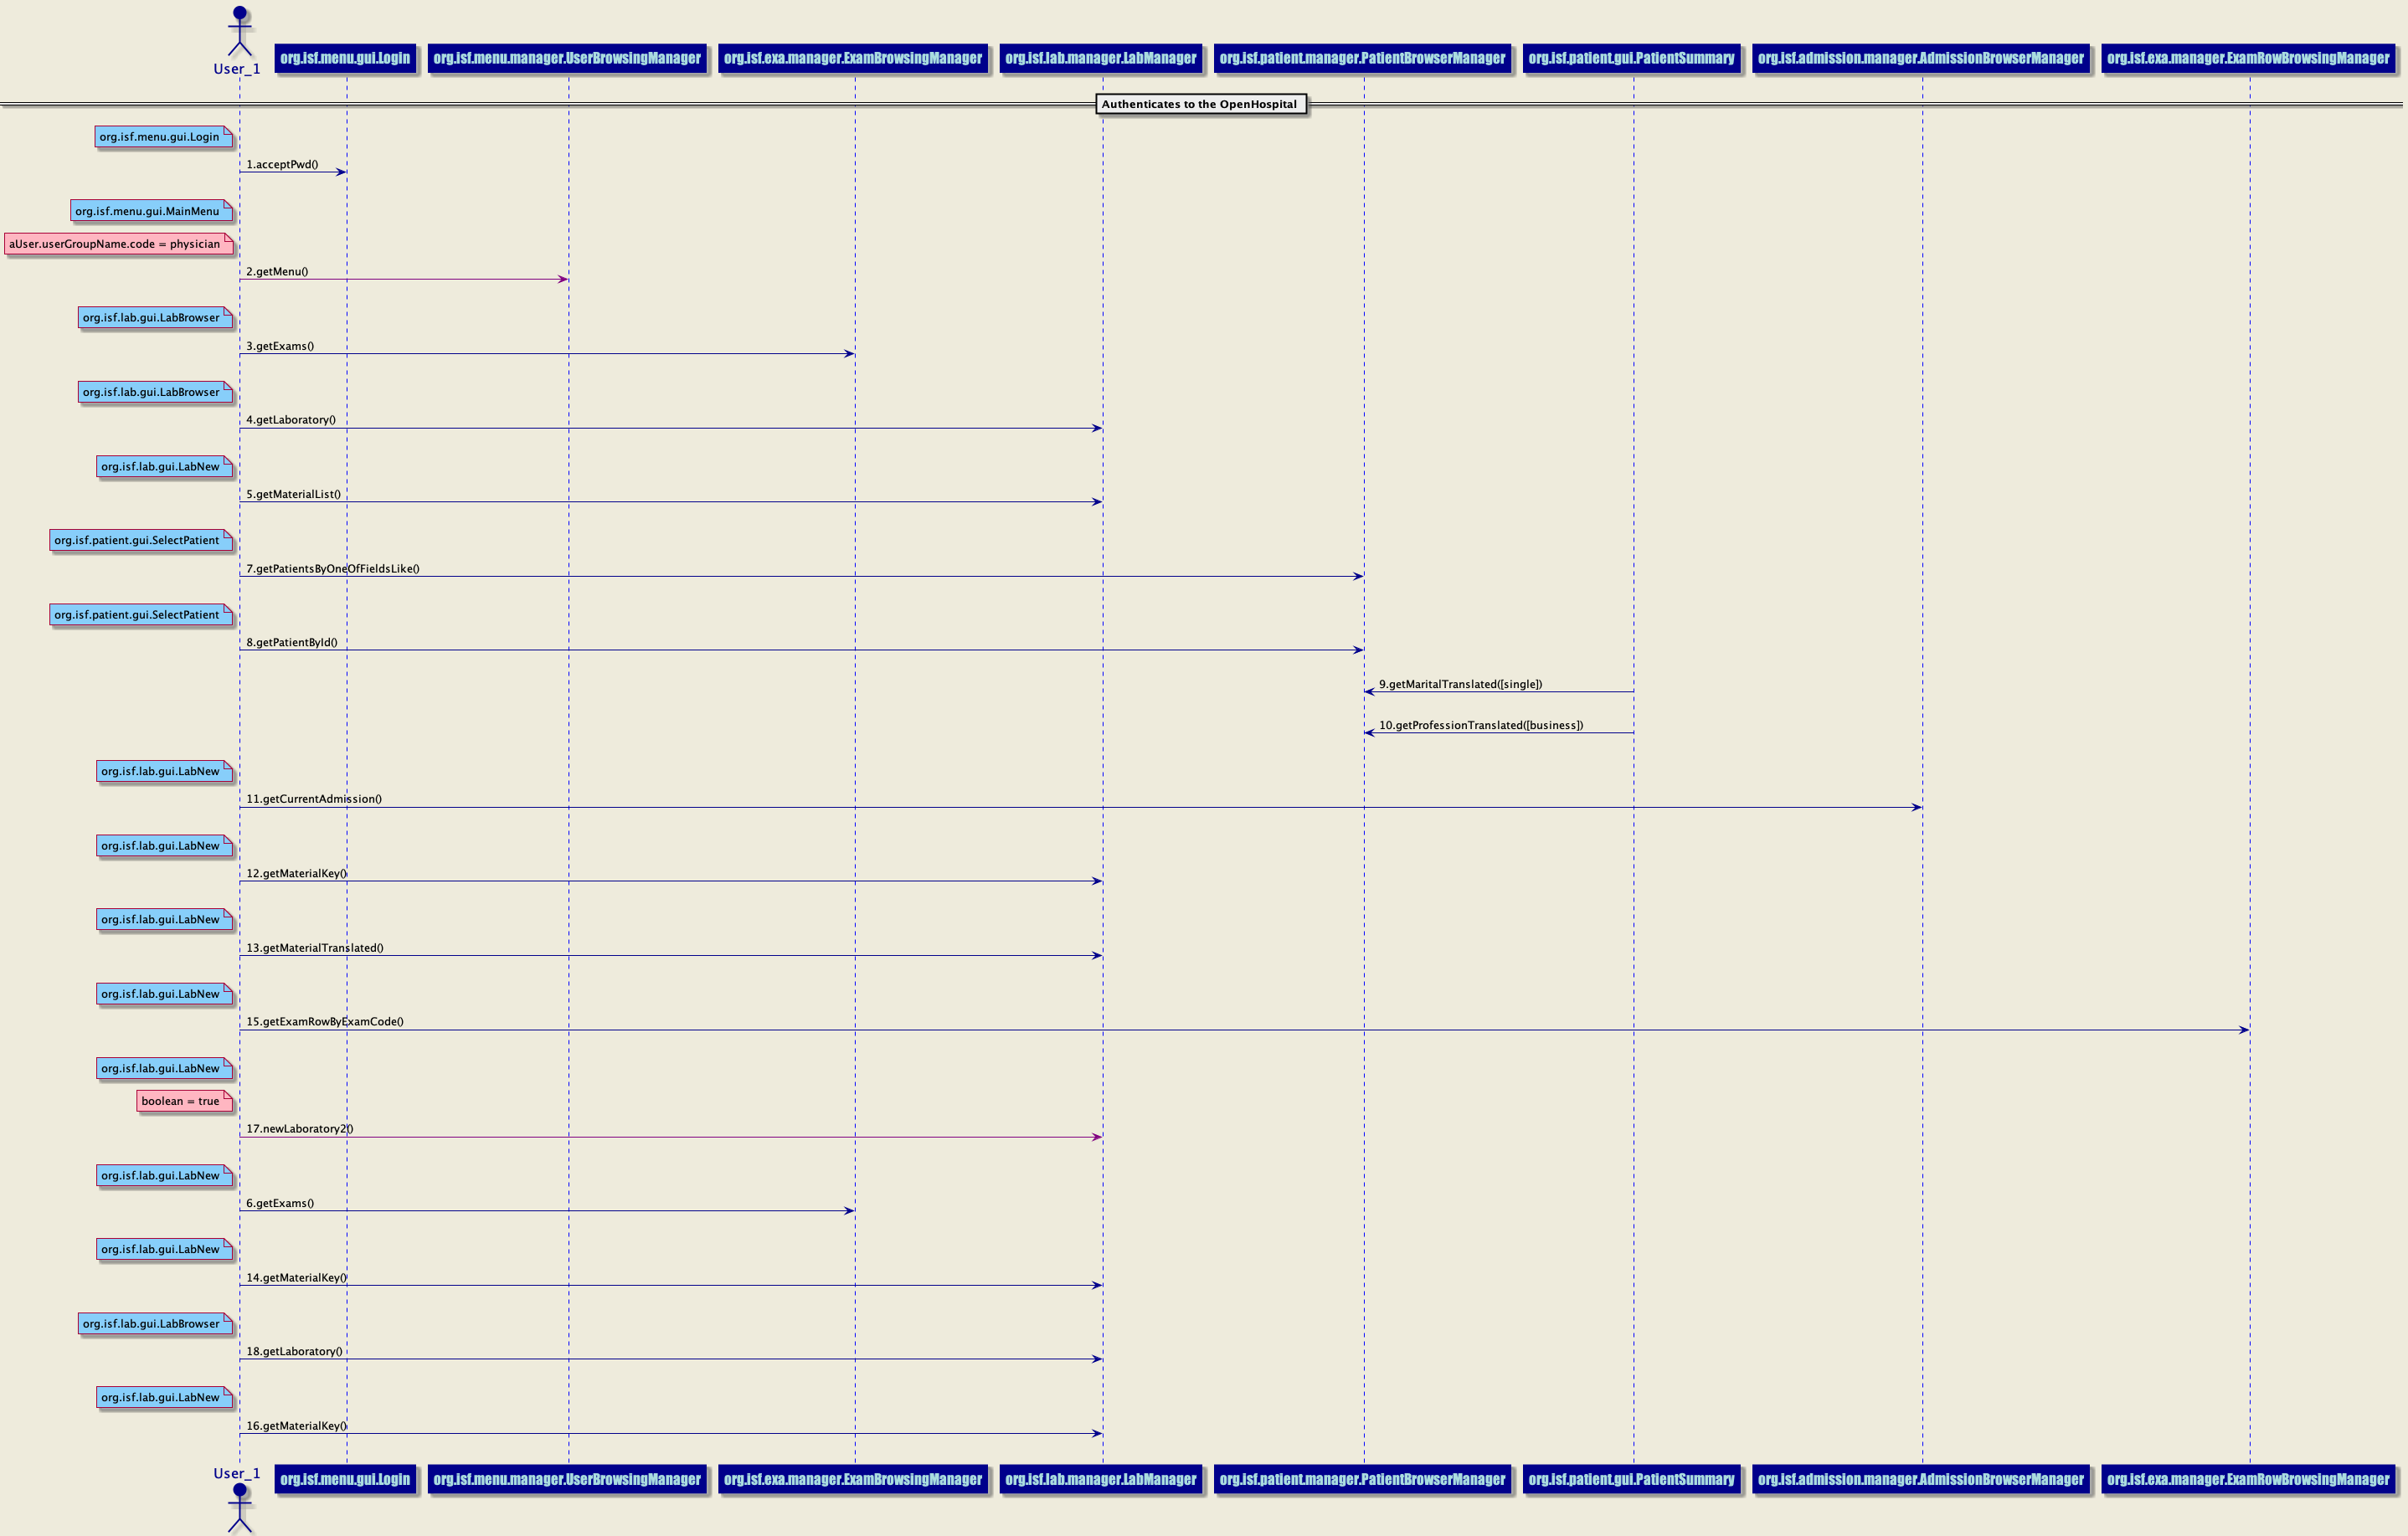 User_1
org.isf.menu.gui.Login
org.isf.menu.manager.UserBrowsingManager
org.isf.exa.manager.ExamBrowsingManager
org.isf.lab.manager.LabManager
org.isf.patient.manager.PatientBrowserManager
org.isf.patient.gui.PatientSummary
org.isf.admission.manager.AdmissionBrowserManager
org.isf.exa.manager.ExamRowBrowsingManager
Authenticates to the OpenHospital
org.isf.menu.gui.Login
1.acceptPwd()
org.isf.menu.gui.MainMenu
aUser.userGroupName.code = physician
2.getMenu()
org.isf.lab.gui.LabBrowser
3.getExams()
org.isf.lab.gui.LabBrowser
4.getLaboratory()
org.isf.lab.gui.LabNew
5.getMaterialList()
org.isf.patient.gui.SelectPatient
7.getPatientsByOneOfFieldsLike()
org.isf.patient.gui.SelectPatient
8.getPatientById()
9.getMaritalTranslated([single])
10.getProfessionTranslated([business])
org.isf.lab.gui.LabNew
11.getCurrentAdmission()
org.isf.lab.gui.LabNew
12.getMaterialKey()
org.isf.lab.gui.LabNew
13.getMaterialTranslated()
org.isf.lab.gui.LabNew
15.getExamRowByExamCode()
org.isf.lab.gui.LabNew
boolean = true
17.newLaboratory2()
org.isf.lab.gui.LabNew
6.getExams()
org.isf.lab.gui.LabNew
14.getMaterialKey()
org.isf.lab.gui.LabBrowser
18.getLaboratory()
org.isf.lab.gui.LabNew
16.getMaterialKey()
User_1
org.isf.menu.gui.Login
org.isf.menu.manager.UserBrowsingManager
org.isf.exa.manager.ExamBrowsingManager
org.isf.lab.manager.LabManager
org.isf.patient.manager.PatientBrowserManager
org.isf.patient.gui.PatientSummary
org.isf.admission.manager.AdmissionBrowserManager
org.isf.exa.manager.ExamRowBrowsingManager